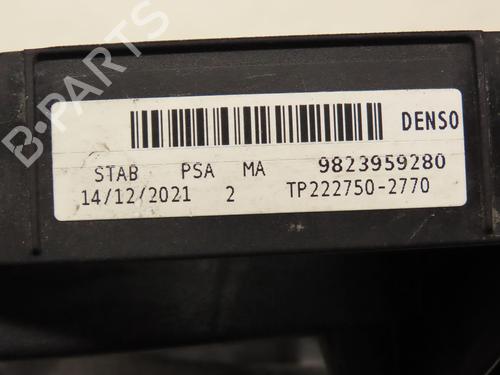 B-PARTS
DENSO
STAB PSA MA 9823959280
14/12/2021 2 TP222750-2770